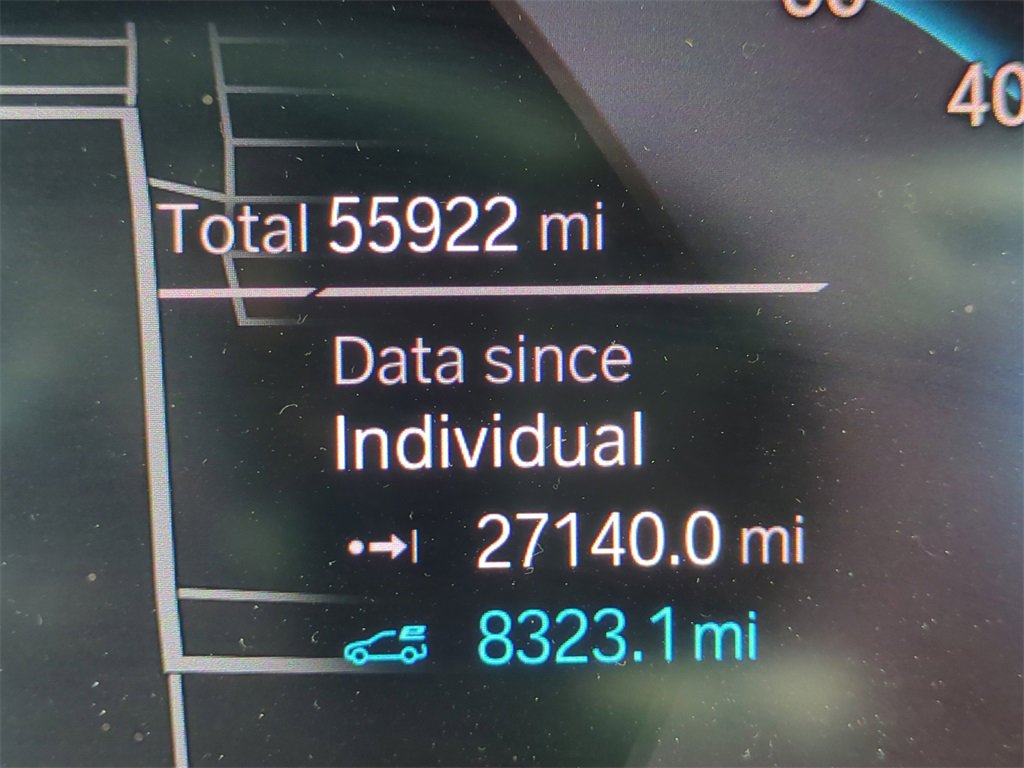 40
Total 55922 mi
Data since
Individual
27140.0 mi
8323.1 mi